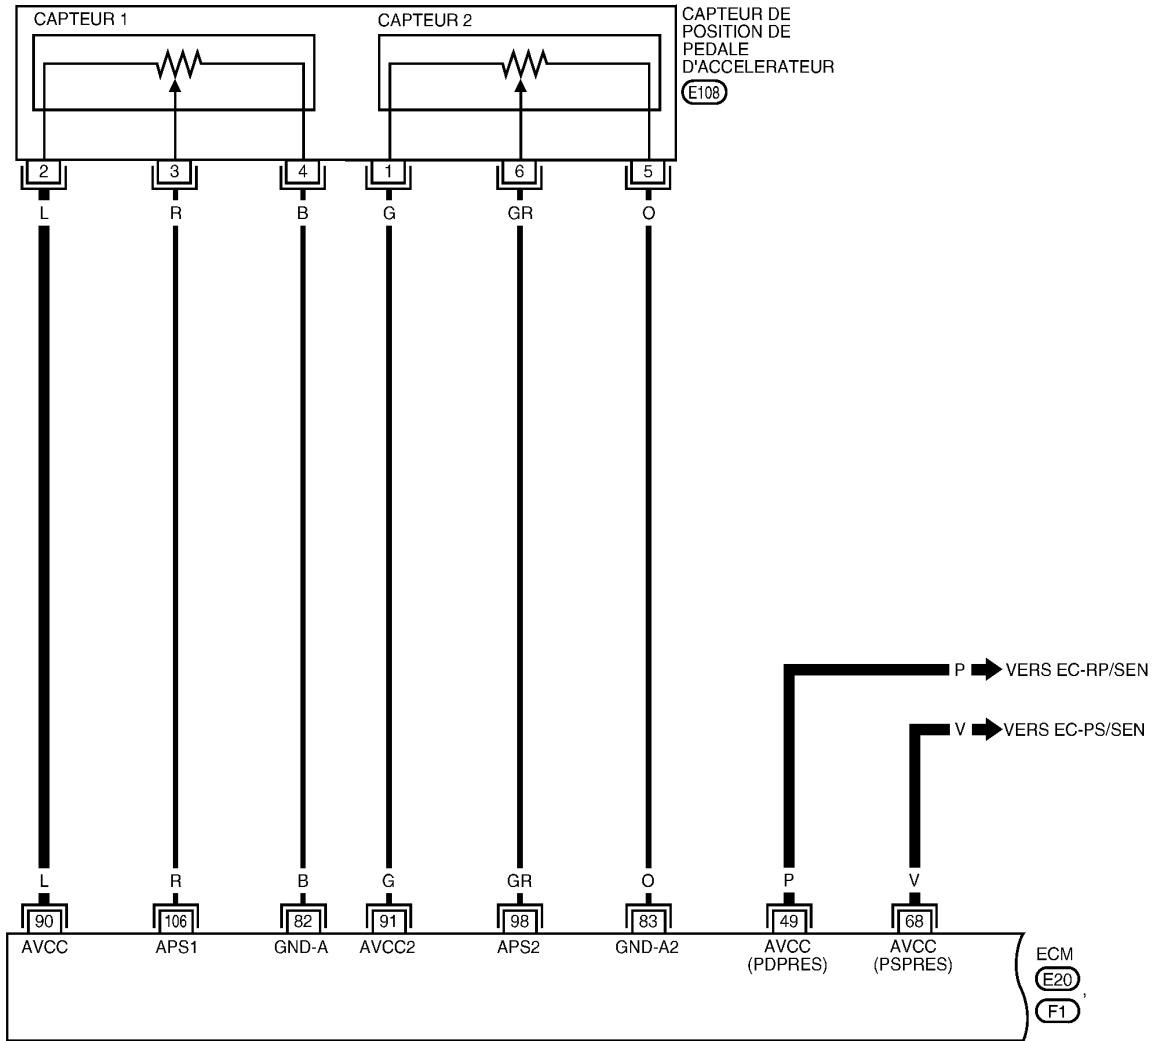 CAPTEUR 1
CAPTEUR 2
CAPTEUR DE
POSITION DE
PEDALE
D'ACCELERATEUR
E108
2 3 4 1 6 5
L R B G GR O
P VERS EC-RP/SEN
V VERS EC-PS/SEN
L R B G GR O P V
90 106 82 91 98 83 49 68
AVCC APS1 GND-A AVCC2 APS2 GND-A2 AVCC AVCC
(PDPRES) (PSPRES)
ECM
E20 ,
F1